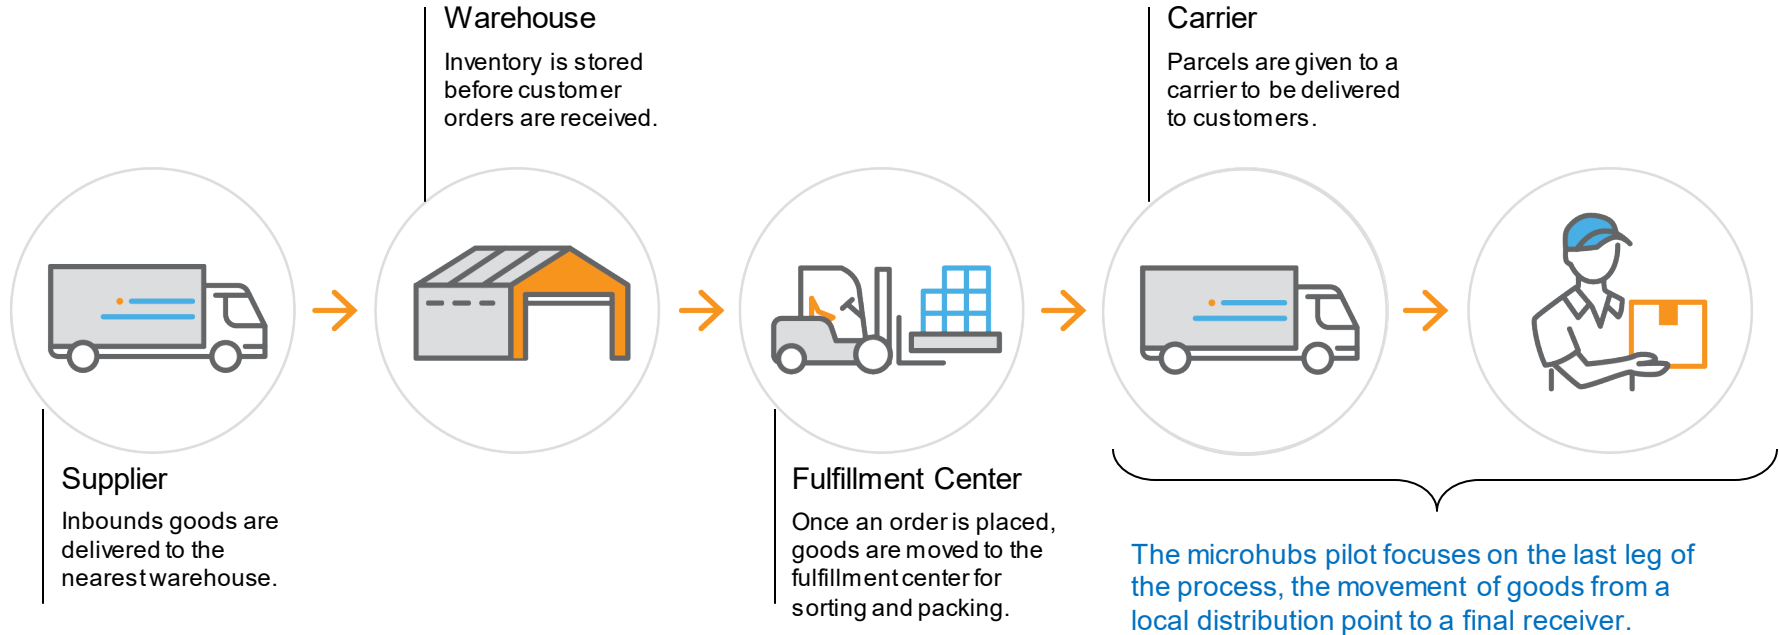 Warehouse
Inventory is stored
before customer
orders are received.
Carrier
Parcels are given to a
carrier to be delivered
to customers.
Supplier
Inbounds goods are
delivered to the
nearest warehouse.
Fulfillment Center
Once an order is placed,
goods are moved to the
fulfillment center for
sorting and packing.
The microhubs pilot focuses on the last leg of
the process, the movement of goods from a
local distribution point to a final receiver.